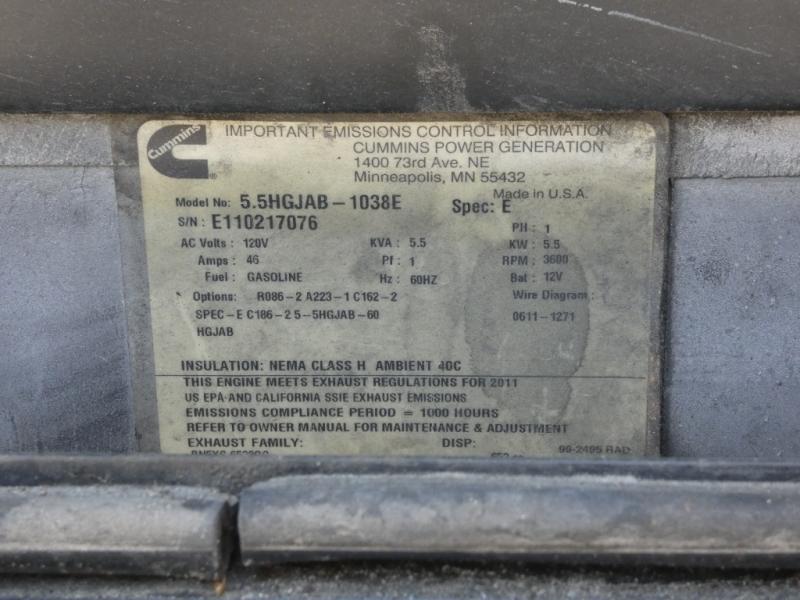 Cummins
IMPORTANT EMISSIONS CONTROL INFORMATION
CUMMINS POWER GENERATION
1400 73rd Ave. NE
Minneapolis, MN 55432
Made in U.S.A.
Model No: 5.5HGJAB-1038E Spec: E
S/N: E110217076 PH: 1
AC Volts: 120V KVA: 5.5 KW: 5.5
Amps: 46 Pf: 1 RPM: 3600
Fuel: GASOLINE Hz: 60HZ Bat: 12V
Options: R086-2 A223-1 C162-2 Wire Diagram:
SPEC-E C186-2 5-5HGJAB-60 0611-1271
HGJAB
INSULATION: NEMA CLASS H AMBIENT 40C
THIS ENGINE MEETS EXHAUST REGULATIONS FOR 2011
US EPA AND CALIFORNIA SSIE EXHAUST EMISSIONS
EMISSIONS COMPLIANCE PERIOD = 1000 HOURS
REFER TO OWNER MANUAL FOR MAINTENANCE & ADJUSTMENT
EXHAUST FAMILY: DISP: 99-2495 RAD